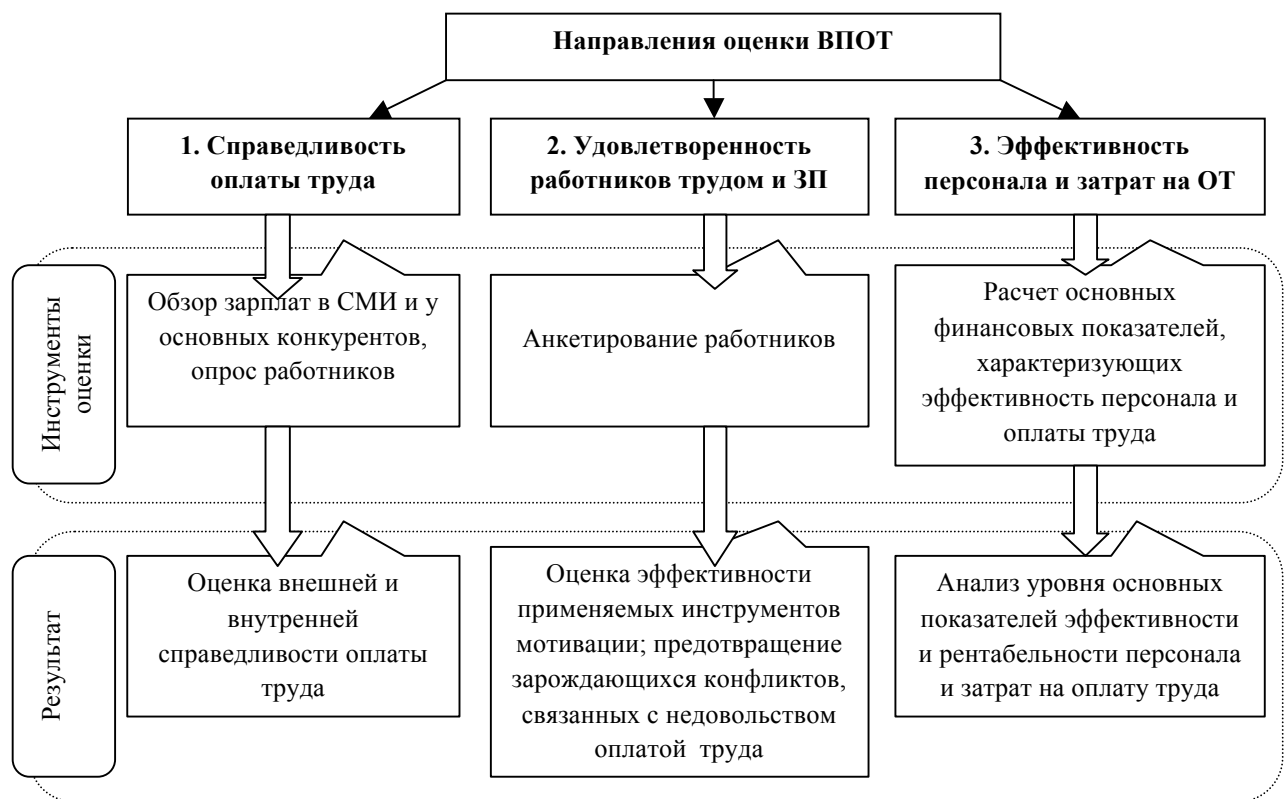 Направления оценки ВПОТ
1. Справедливость
оплаты труда
2. Удовлетворенность
работников трудом и ЗП
3. Эффективность
персонала и затрат на ОТ
Инструменты
оценки
Обзор зарплат в СМИ и у
основных конкурентов,
опрос работников
Анкетирование работников
Расчет основных
финансовых показателей,
характеризующих
эффективность персонала и
оплаты труда
Результат
Оценка внешней и
внутренней
справедливости оплаты
труда
Оценка эффективности
применяемых инструментов
мотивации; предотвращение
зарождающихся конфликтов,
связанных с недовольством
оплатой труда
Анализ уровня основных
показателей эффективности
и рентабельности персонала
и затрат на оплату труда